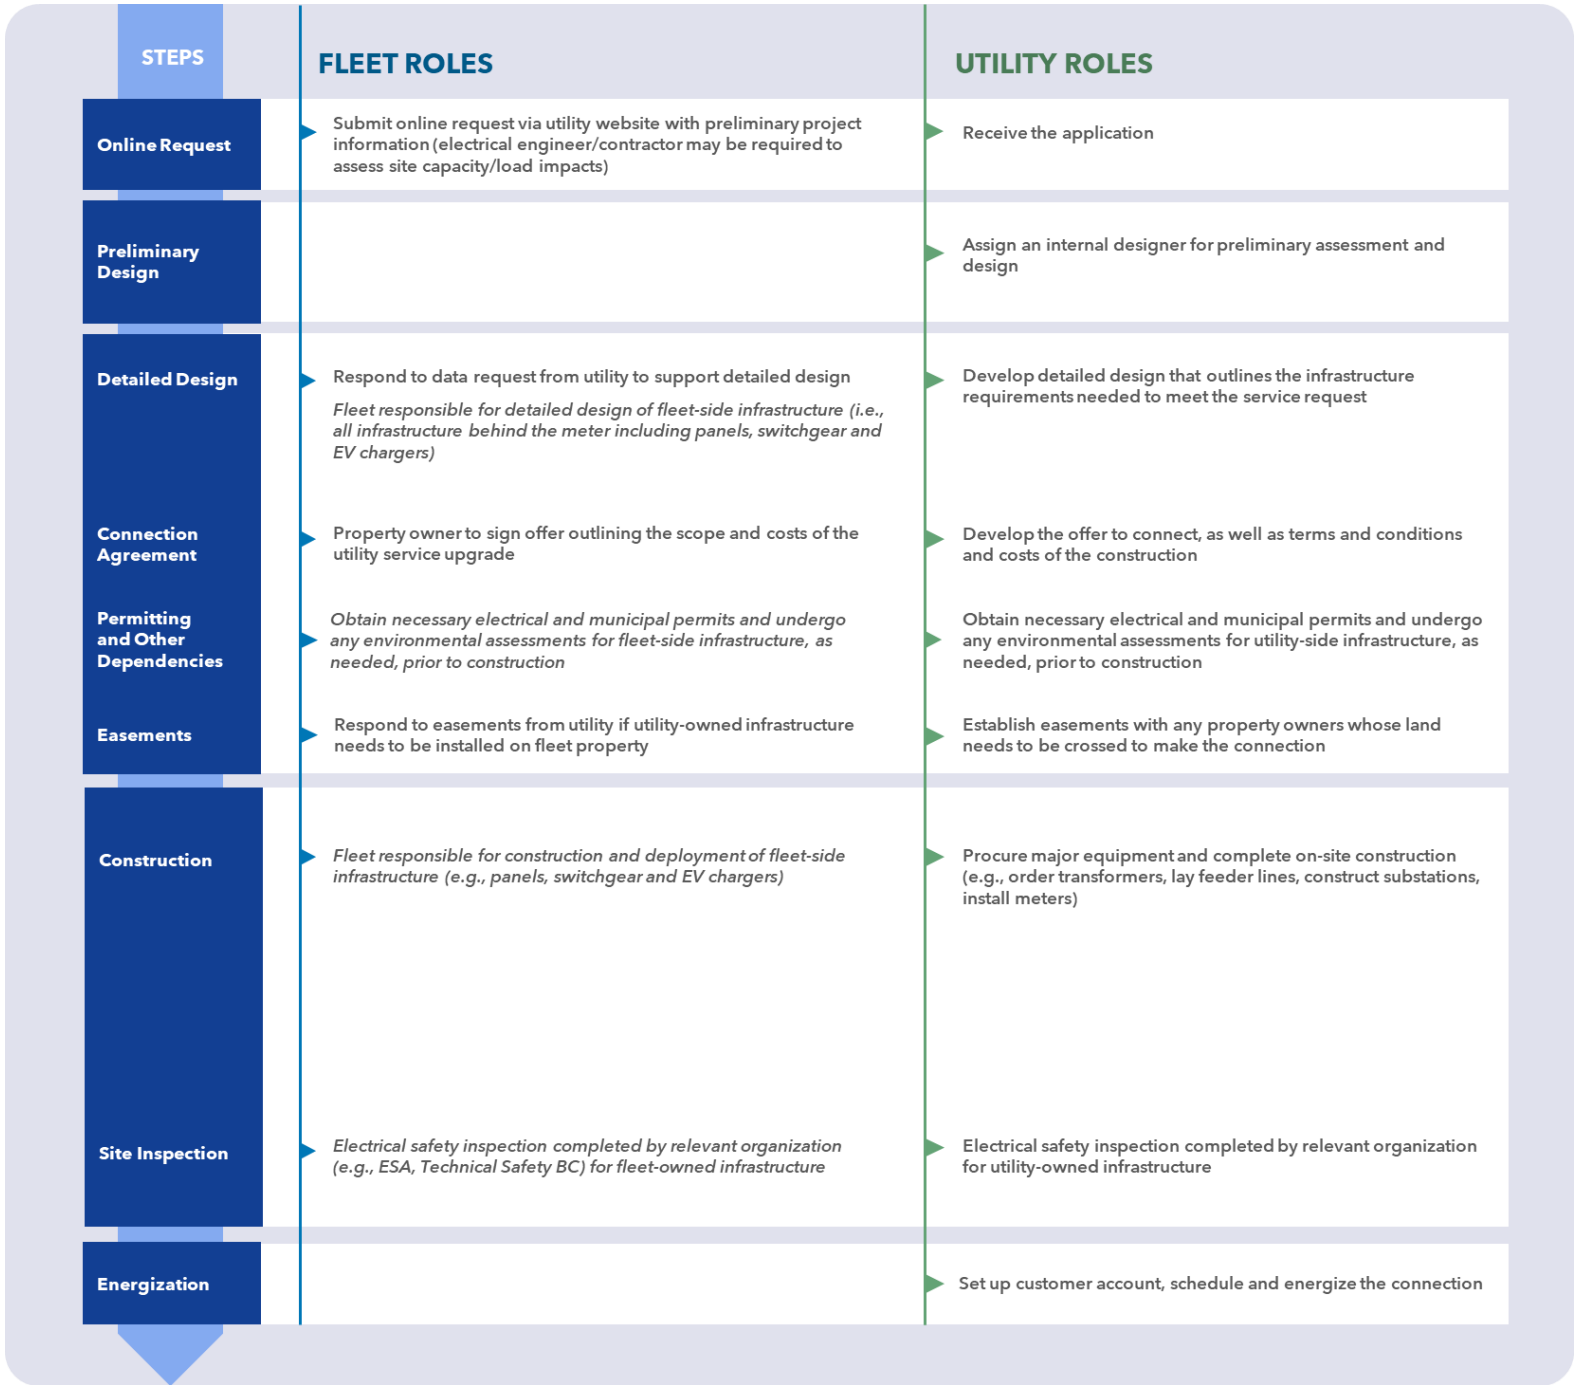 STEPS
FLEET ROLES
UTILITY ROLES
Online Request
Submit online request via utility website with preliminary project
information (electrical engineer/contractor may be required to
assess site capacity/load impacts)
Receive the application
Preliminary
Design
Assign an internal designer for preliminary assessment and
design
Detailed Design
Respond to data request from utility to support detailed design
Fleet responsible for detailed design of fleet-side infrastructure (i.e.,
all infrastructure behind the meter including panels, switchgear and
EV chargers)
Develop detailed design that outlines the infrastructure
requirements needed to meet the service request
Connection
Agreement
Property owner to sign offer outlining the scope and costs of the
utility service upgrade
Develop the offer to connect, as well as terms and conditions
and costs of the construction
Permitting
and Other
Dependencies
Obtain necessary electrical and municipal permits and undergo
any environmental assessments for fleet-side infrastructure, as
needed, prior to construction
Obtain necessary electrical and municipal permits and undergo
any environmental assessments for utility-side infrastructure, as
needed, prior to construction
Easements
Respond to easements from utility if utility-owned infrastructure
needs to be installed on fleet property
Establish easements with any property owners whose land
needs to be crossed to make the connection
Construction
Fleet responsible for construction and deployment of fleet-side
infrastructure (e.g., panels, switchgear and EV chargers)
Procure major equipment and complete on-site construction
(e.g., order transformers, lay feeder lines, construct substations,
install meters)
Site Inspection
Electrical safety inspection completed by relevant organization
(e.g., ESA, Technical Safety BC) for fleet-owned infrastructure
Electrical safety inspection completed by relevant organization
for utility-owned infrastructure
Energization
Set up customer account, schedule and energize the connection